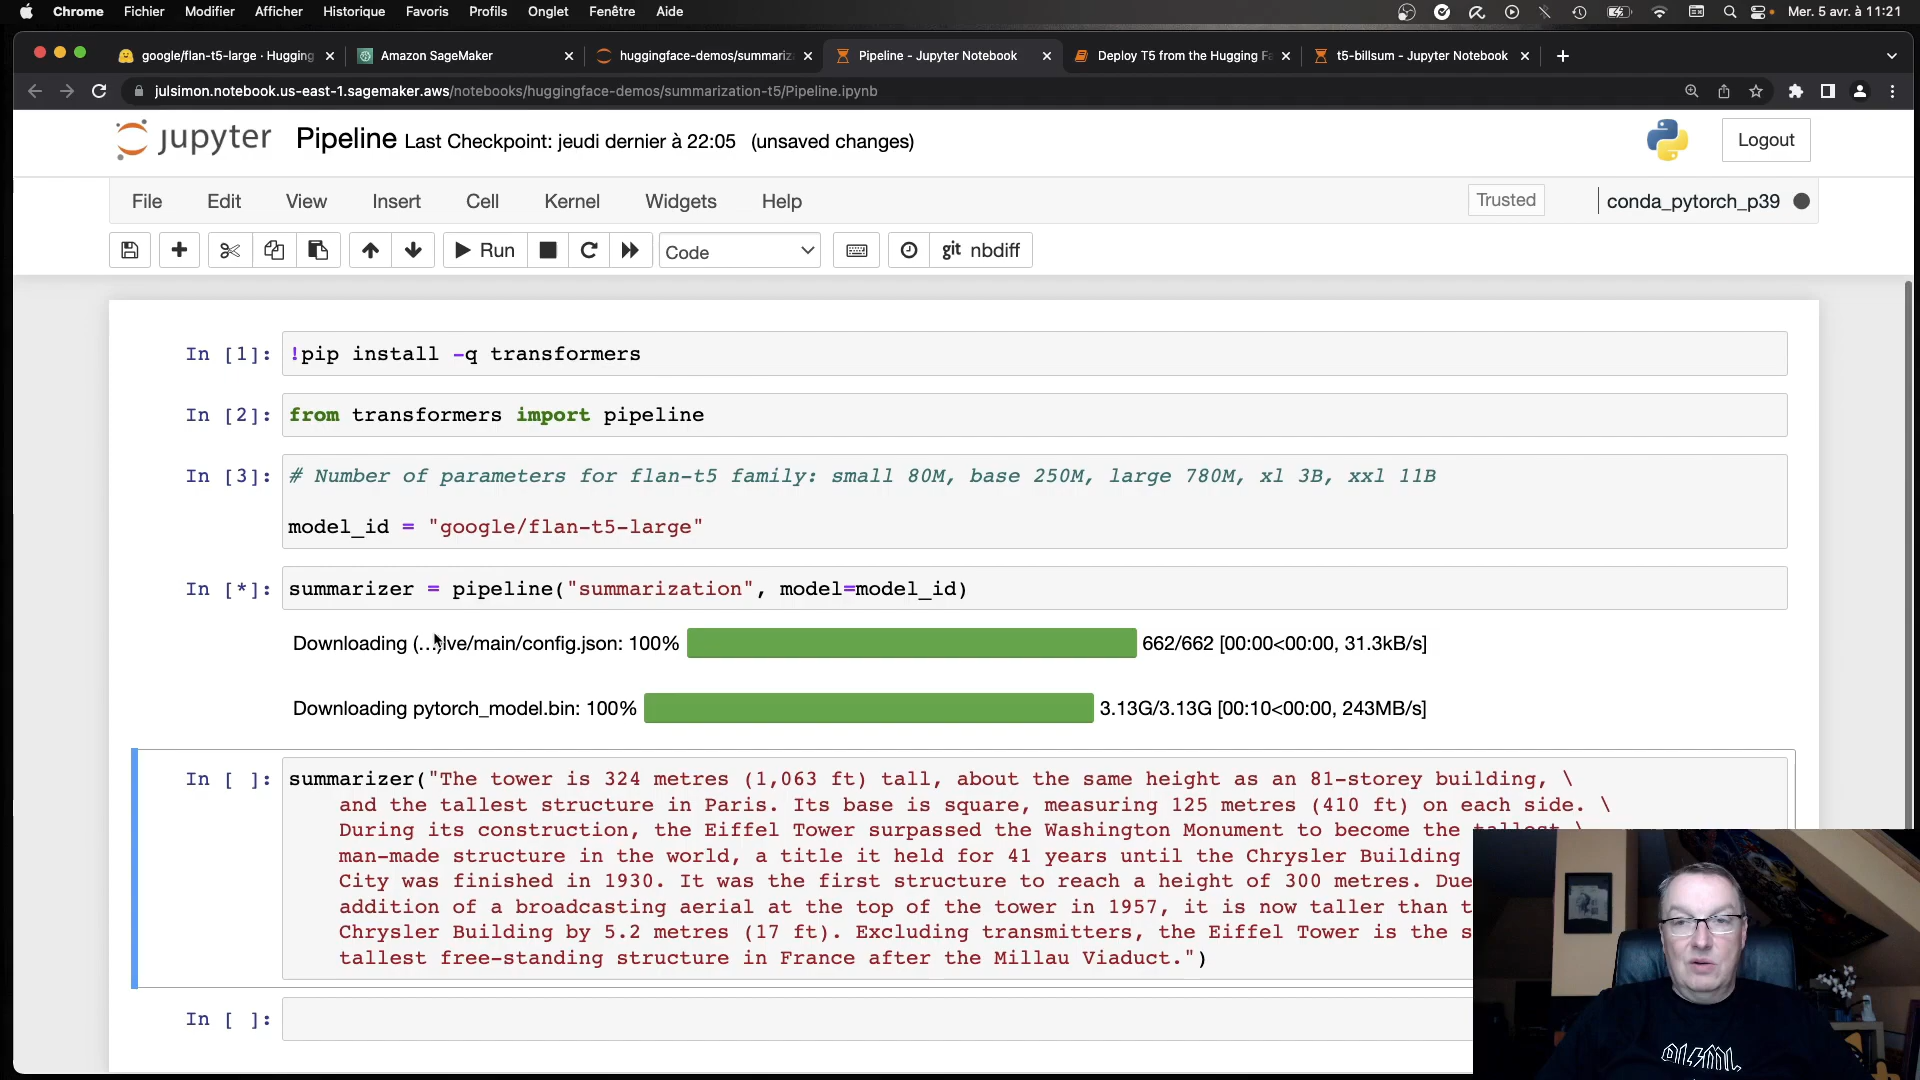 Chrome Fichier Modifier Afficher Historique Favoris Profils Onglet Fenêtre Aide Mer. 5 avr. à 11:21
google/flan-t5-large · Hugging Amazon SageMaker huggingface-demos/summariz Pipeline - Jupyter Notebook Deploy T5 from the Hugging Fa t5-billsum - Jupyter Notebook
julsimon.notebook.us-east-1.sagemaker.aws/notebooks/huggingface-demos/summarization-t5/Pipeline.ipynb
jupyter Pipeline Last Checkpoint: jeudi dernier à 22:05 (unsaved changes) Logout
File Edit View Insert Cell Kernel Widgets Help Trusted conda_pytorch_p39
Run Code git nbdiff
In [1]: !pip install -q transformers
In [2]: from transformers import pipeline
In [3]: # Number of parameters for flan-t5 family: small 80M, base 250M, large 780M, xl 3B, xxl 11B
model_id = "google/flan-t5-large"
In [*]: summarizer = pipeline("summarization", model=model_id)
Downloading (…)lve/main/config.json: 100% 662/662 [00:00<00:00, 31.3kB/s]
Downloading pytorch_model.bin: 100% 3.13G/3.13G [00:10<00:00, 243MB/s]
In [ ]: summarizer("The tower is 324 metres (1,063 ft) tall, about the same height as an 81-storey building, \
and the tallest structure in Paris. Its base is square, measuring 125 metres (410 ft) on each side. \
During its construction, the Eiffel Tower surpassed the Washington Monument to become the tallest \
man-made structure in the world, a title it held for 41 years until the Chrysler Building
City was finished in 1930. It was the first structure to reach a height of 300 metres. Due
addition of a broadcasting aerial at the top of the tower in 1957, it is now taller than t
Chrysler Building by 5.2 metres (17 ft). Excluding transmitters, the Eiffel Tower is the s
tallest free-standing structure in France after the Millau Viaduct.")
In [ ]: